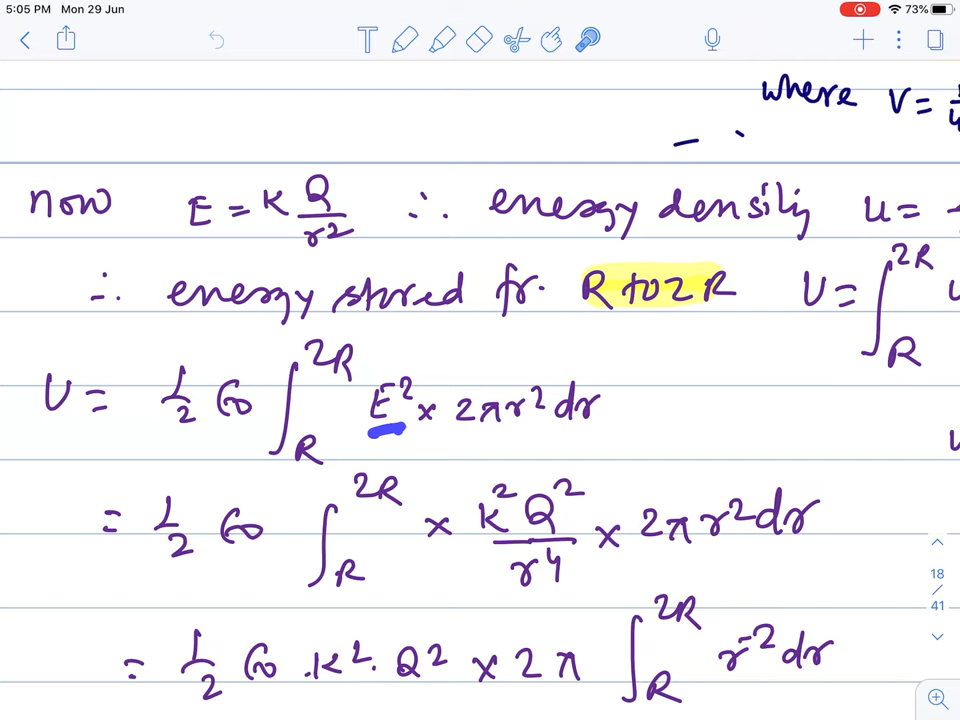 5:05 PM Mon 29 Jun 73%
T
where V =
now E = K Q/r² ∴ energy density u =
∴ energy stored fr. R to 2R U = ∫_R^2R
U = 1/2 ϵ₀ ∫_R^2R E² × 2πr² dr
= 1/2 ϵ₀ ∫_R^2R × K²Q²/r⁴ × 2πr² dr
= 1/2 ϵ₀ .K². Q² × 2π ∫_R^2R r⁻² dr
18
/
41